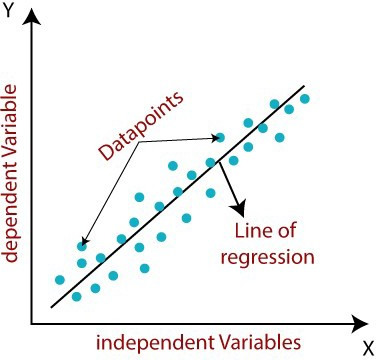 Y
dependent Variable
Datapoints
Line of
regression
independent Variables
X